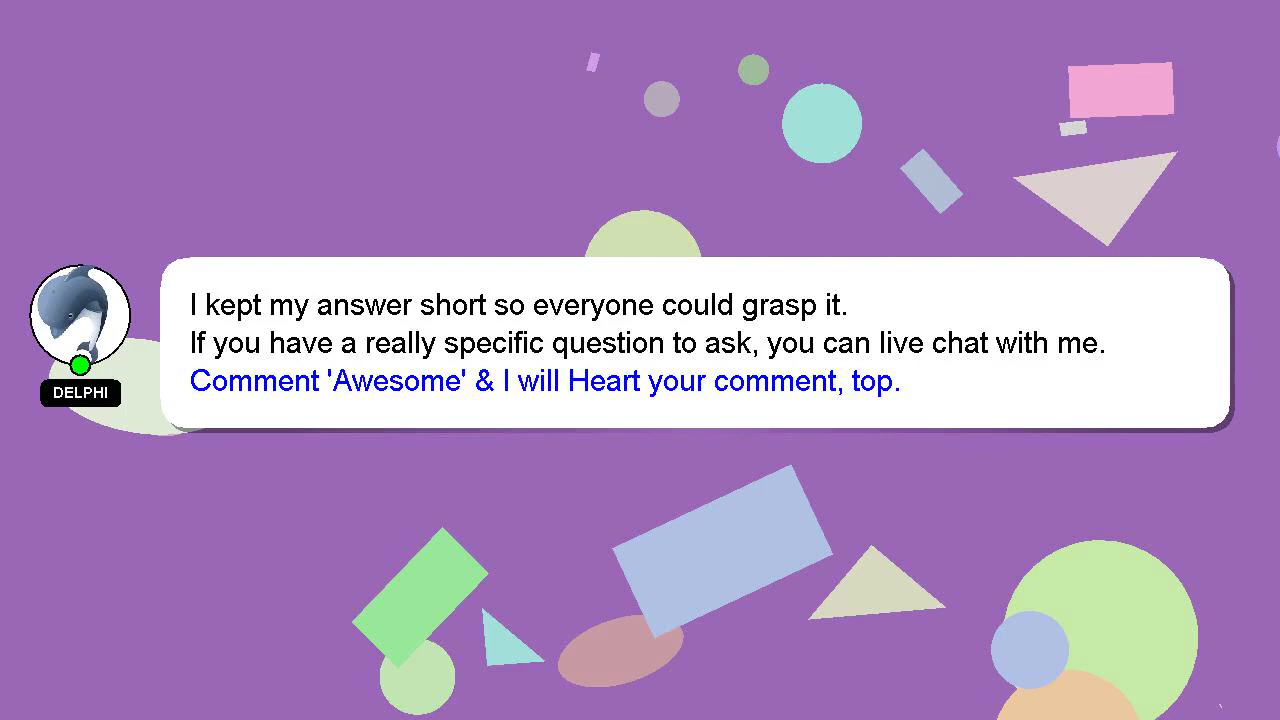 I kept my answer short so everyone could grasp it.
If you have a really specific question to ask, you can live chat with me.
Comment 'Awesome' & I will Heart your comment, top.
DELPHI